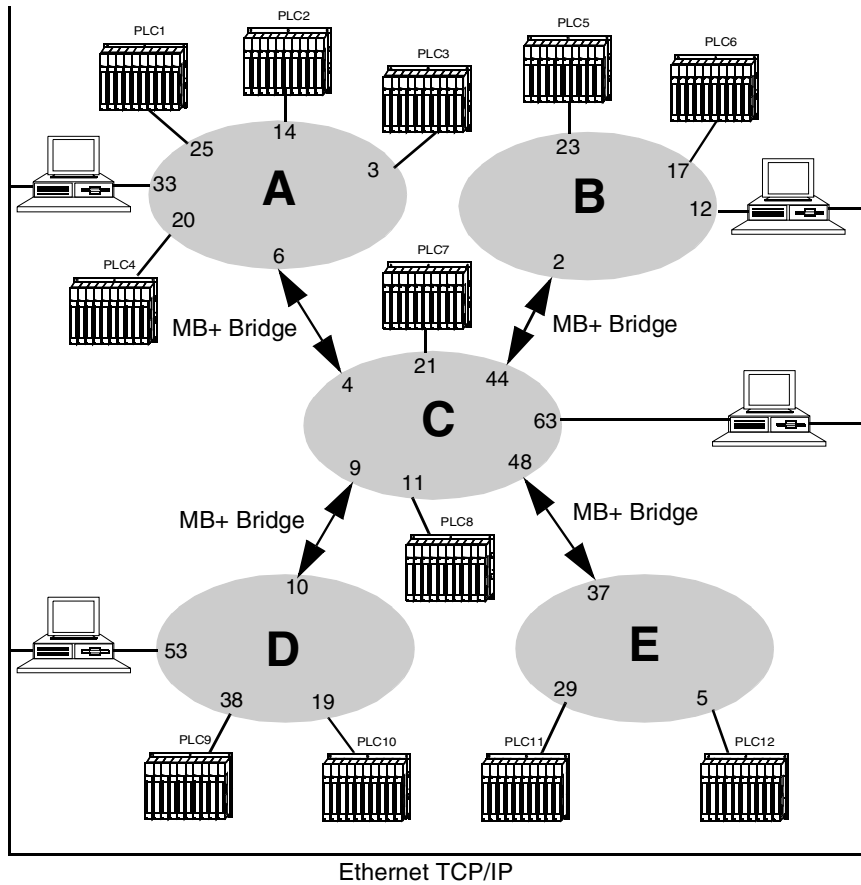 PLC1
PLC2
PLC3
PLC5
PLC6
25
14
3
23
17
33
A
B
12
20
6
2
PLC4
PLC7
MB+ Bridge
MB+ Bridge
4
21
44
C
63
9
11
48
MB+ Bridge
PLC8
MB+ Bridge
10
37
53
D
E
38
19
29
5
PLC9
PLC10
PLC11
PLC12
Ethernet TCP/IP